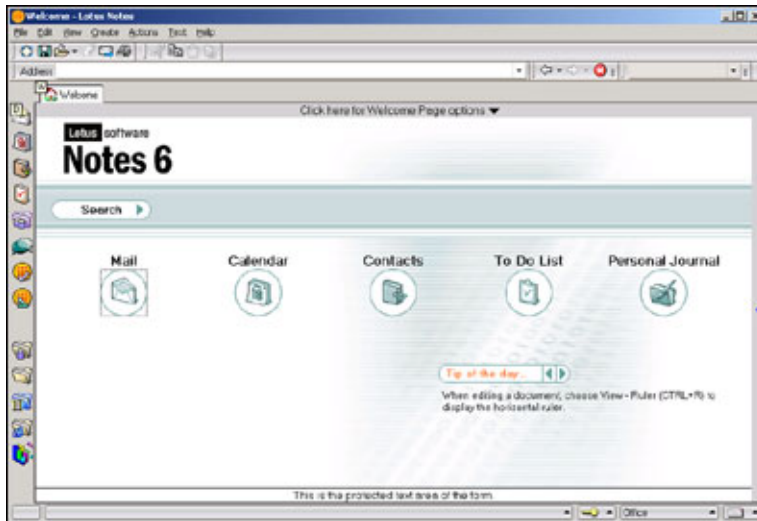 Welcome - Lotus Notes
File Edit View Create Actions Text Help
Address
Welcome
Click here for Welcome Page options
Lotus software
Notes 6
Search
Mail Calendar Contacts To Do List Personal Journal
Tip of the day...
When editing a document, choose View - Ruler (CTRL+R) to
display the horizontal ruler.
This is the protected text area of the form.
Office